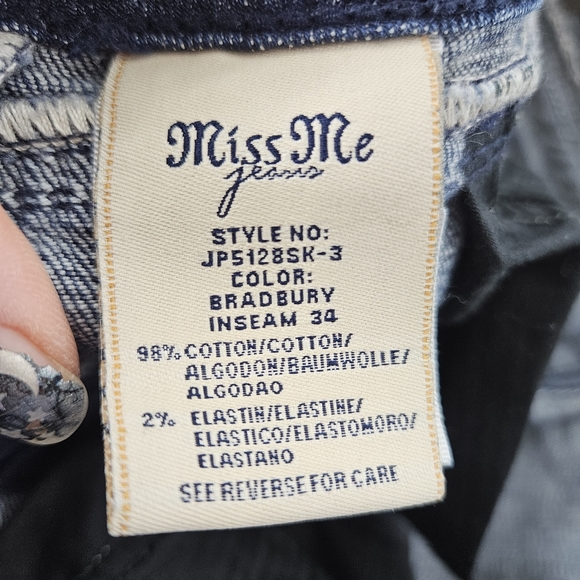 Miss Me
jeans
STYLE NO:
JP5128SK-3
COLOR:
BRADBURY
INSEAM 34
98% COTTON/COTTON/
ALGODON/BAUMWOLLE/
ALGODAO
2% ELASTIN/ELASTINE/
ELASTICO/ELASTOMORO/
ELASTANO
SEE REVERSE FOR CARE